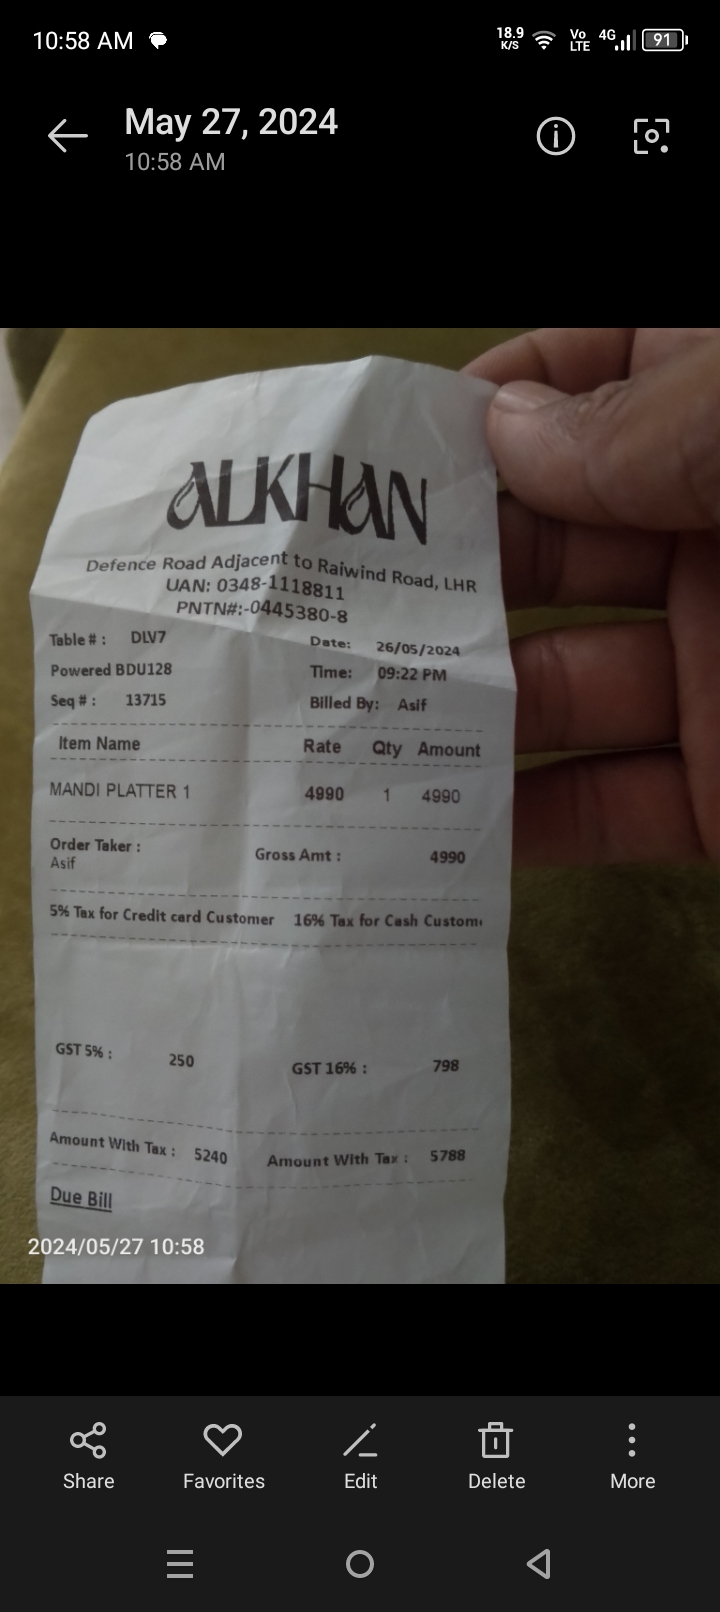 10:58 AM 18.9 K/S Vo LTE 4G 91
May 27, 2024
10:58 AM
ALKHAN
Defence Road Adjacent to Raiwind Road, LHR
UAN: 0348-1118811
PNTN#:-0445380-8
Table # : DLV7 Date: 26/05/2024
Powered BDU128 Time: 09:22 PM
Seq # : 13715 Billed By: Asif
Item Name Rate Qty Amount
MANDI PLATTER 1 4990 1 4990
Order Taker :
Asif Gross Amt : 4990
5% Tax for Credit card Customer 16% Tax for Cash Custom
GST 5% : 250 GST 16% : 798
Amount With Tax : 5240 Amount With Tax : 5788
Due Bill
2024/05/27 10:58
Share Favorites Edit Delete More